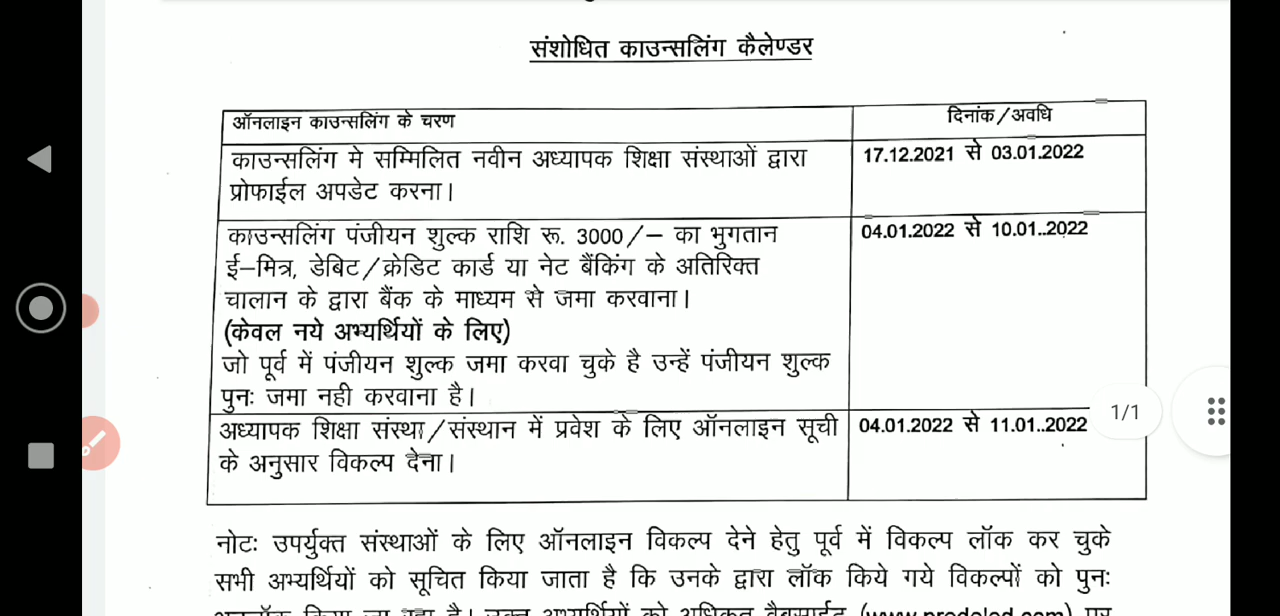 संशोधित काउन्सलिंग कैलेण्डर
ऑनलाइन काउन्सलिंग के चरण
दिनांक/अवधि
काउन्सलिंग मे सम्मिलित नवीन अध्यापक शिक्षा संस्थाओं द्वारा
प्रोफाईल अपडेट करना।
17.12.2021 से 03.01.2022
काउन्सलिंग पंजीयन शुल्क राशि रू. 3000/– का भुगतान
ई–मित्र, डेबिट/क्रेडिट कार्ड या नेट बैंकिंग के अतिरिक्त
चालान के द्वारा बैंक के माध्यम से जमा करवाना।
(केवल नये अभ्यर्थियों के लिए)
जो पूर्व में पंजीयन शुल्क जमा करवा चुके है उन्हें पंजीयन शुल्क
पुनः जमा नही करवाना है।
04.01.2022 से 10.01..2022
अध्यापक शिक्षा संस्था/संस्थान में प्रवेश के लिए ऑनलाइन सूची
के अनुसार विकल्प देना।
04.01.2022 से 11.01..2022
1/1
नोटः उपर्युक्त संस्थाओं के लिए ऑनलाइन विकल्प देने हेतु पूर्व में विकल्प लॉक कर चुके
सभी अभ्यर्थियों को सूचित किया जाता है कि उनके द्वारा लॉक किये गये विकल्पों को पुनः